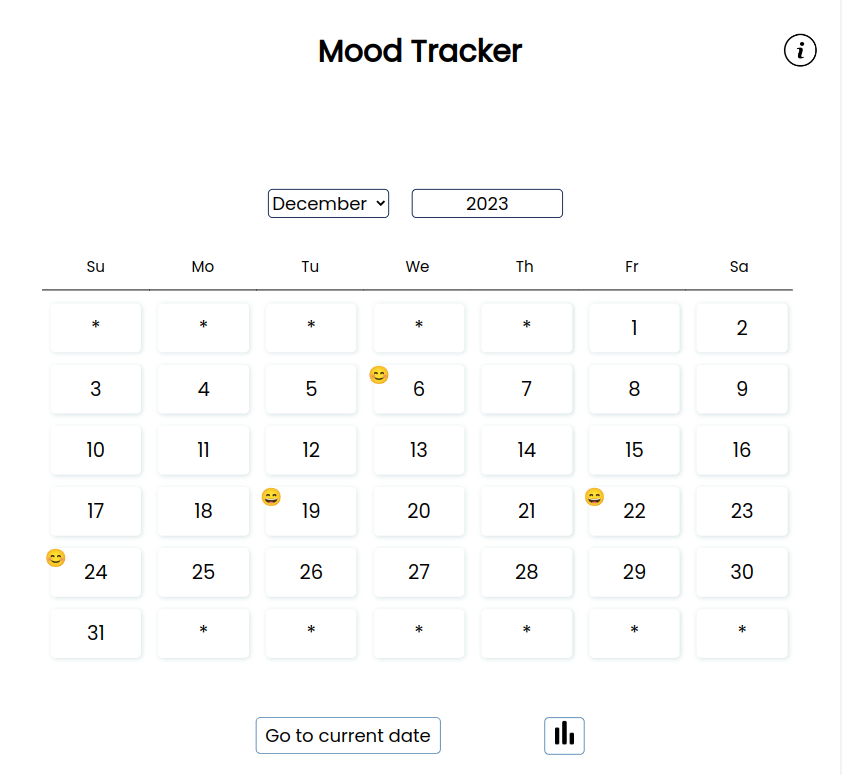 Mood Tracker
i
December 2023
Su Mo Tu We Th Fr Sa
* * * * * 1 2
3 4 5 😊 6 7 8 9
10 11 12 13 14 15 16
17 18 😄 19 20 21 😄 22 23
😊 24 25 26 27 28 29 30
31 * * * * * *
Go to current date